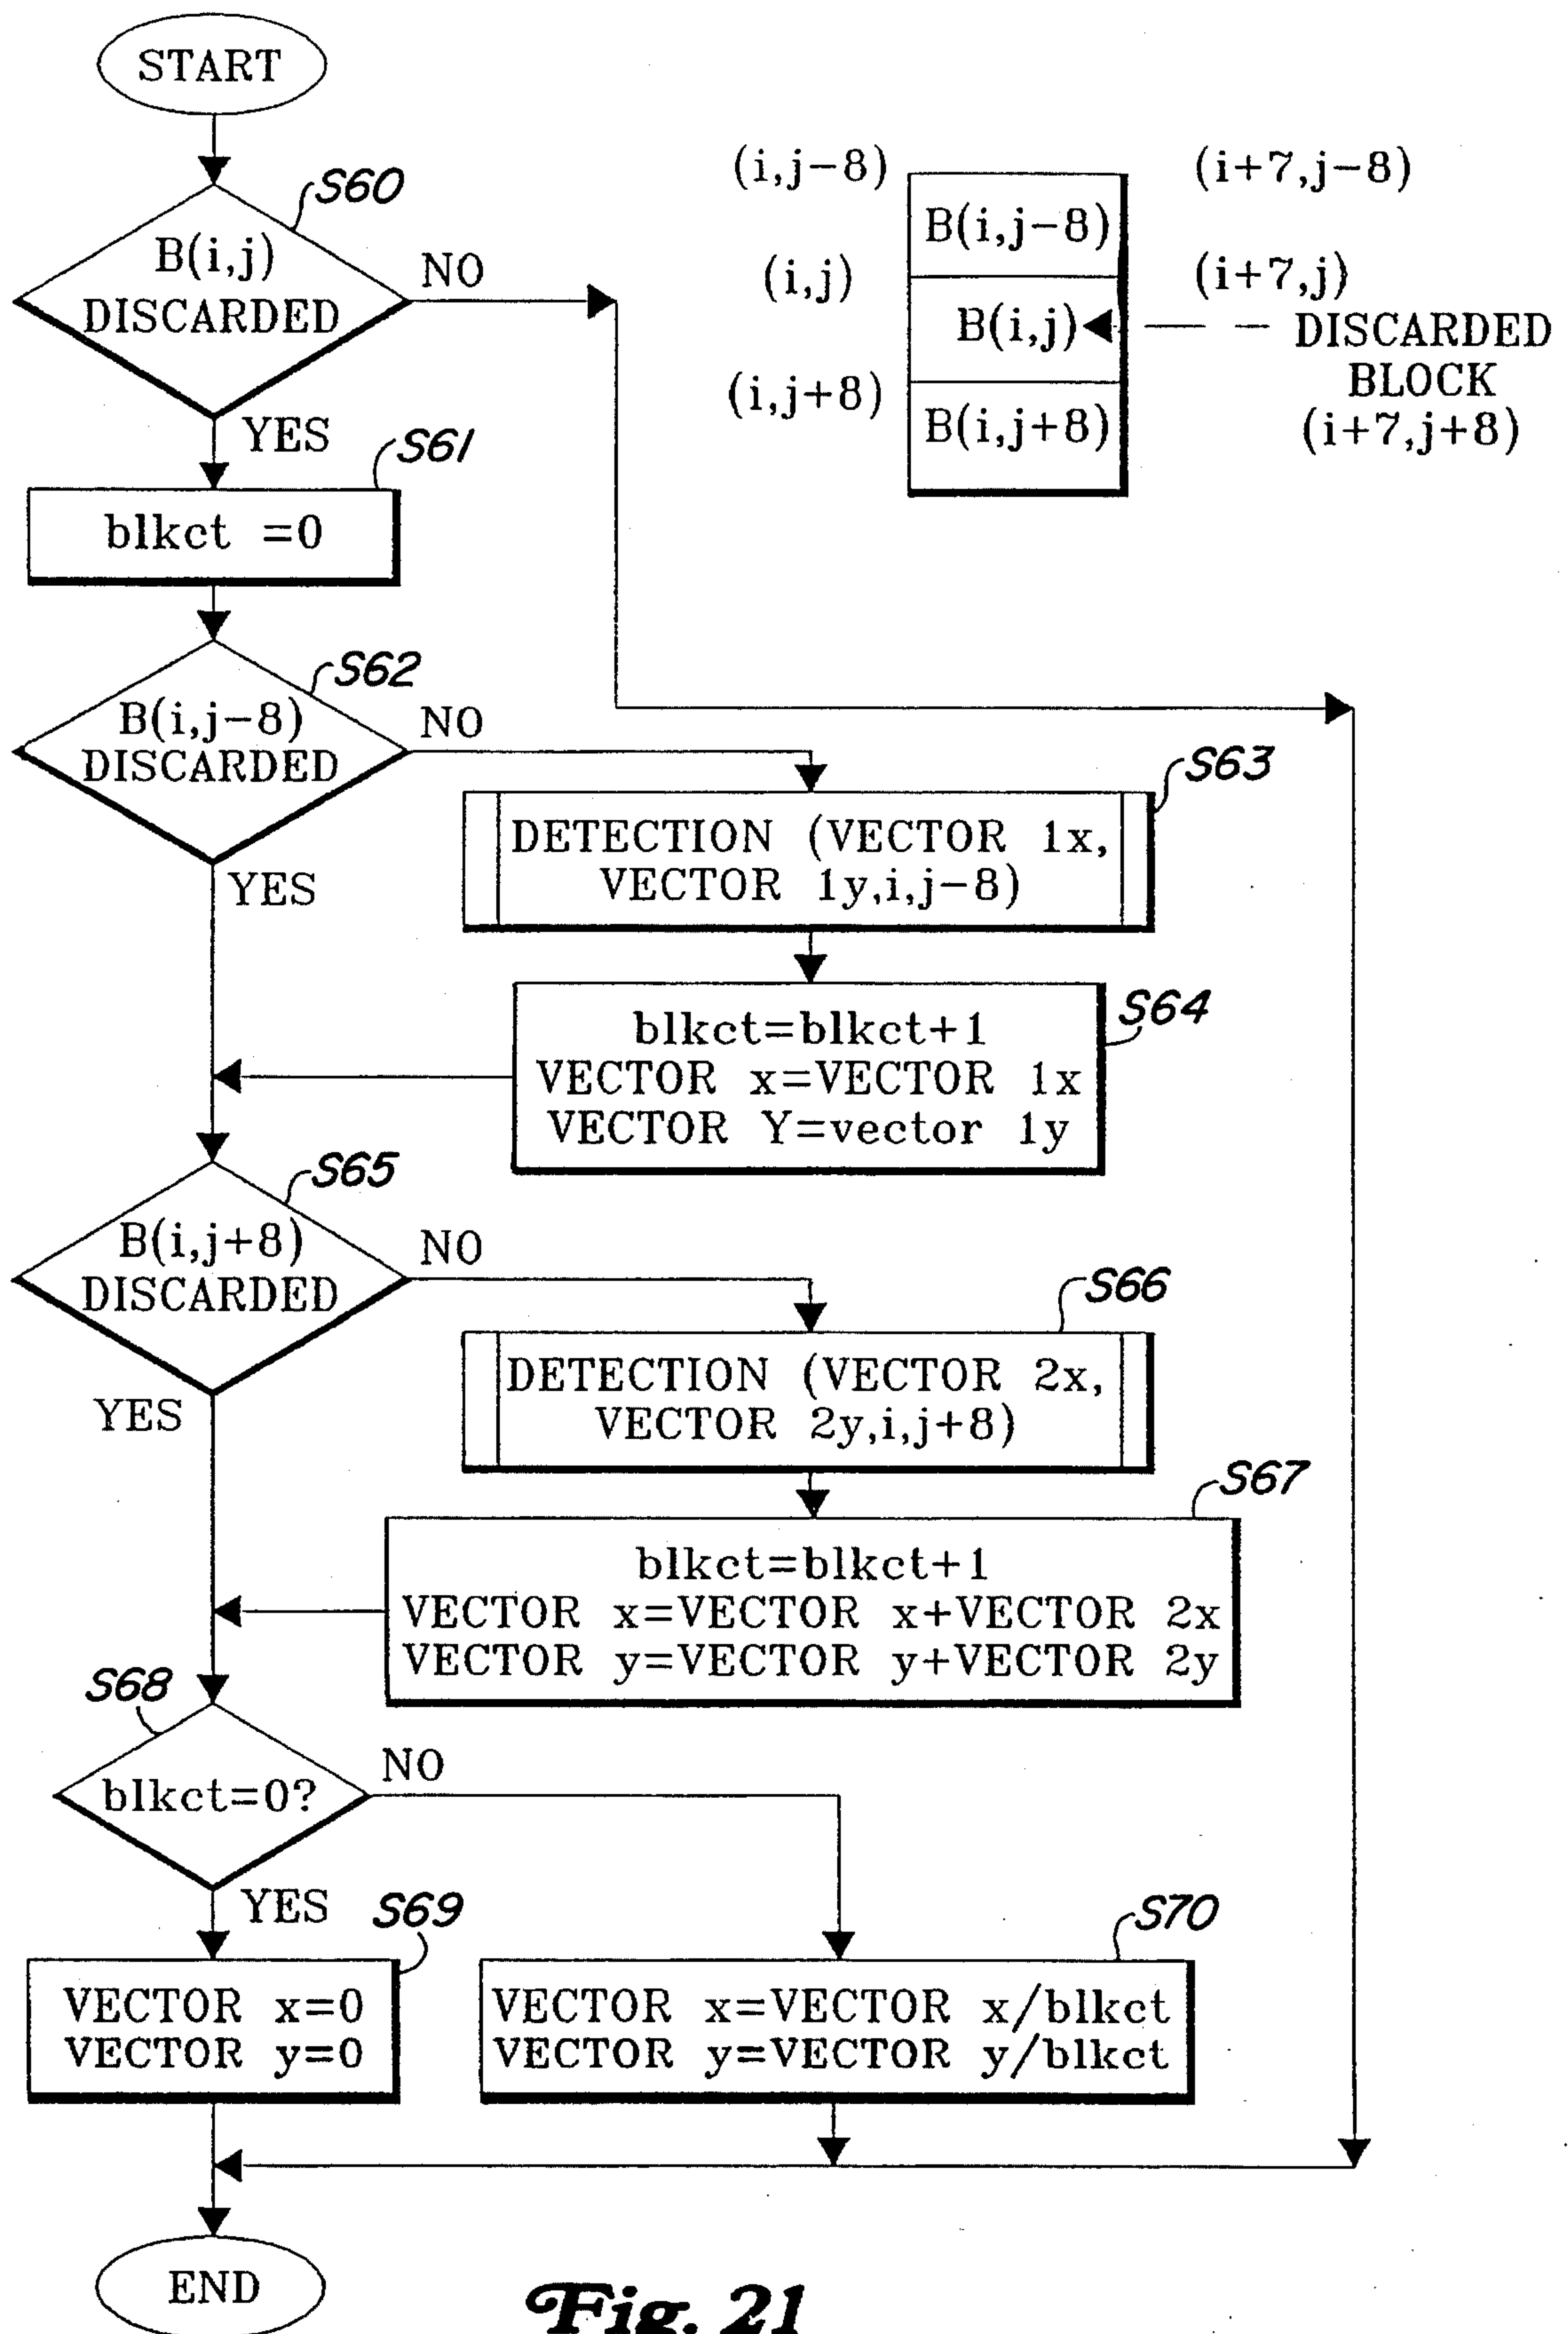 START
S60
B(i,j)
DISCARDED
NO
YES
(i,j-8)
(i+7,j-8)
B(i,j-8)
(i,j)
(i+7,j)
B(i,j)
DISCARDED
BLOCK
(i,j+8)
(i+7,j+8)
B(i,j+8)
S61
blkct =0
S62
B(i,j-8)
DISCARDED
NO
YES
S63
DETECTION (VECTOR 1x,
VECTOR 1y,i,j-8)
S64
blkct=blkct+1
VECTOR x=VECTOR 1x
VECTOR Y=vector 1y
S65
B(i,j+8)
DISCARDED
NO
YES
S66
DETECTION (VECTOR 2x,
VECTOR 2y,i,j+8)
S67
blkct=blkct+1
VECTOR x=VECTOR x+VECTOR 2x
VECTOR y=VECTOR y+VECTOR 2y
S68
blkct=0?
NO
YES
S69
VECTOR x=0
VECTOR y=0
S70
VECTOR x=VECTOR x/blkct
VECTOR y=VECTOR y/blkct
END
Fig. 21